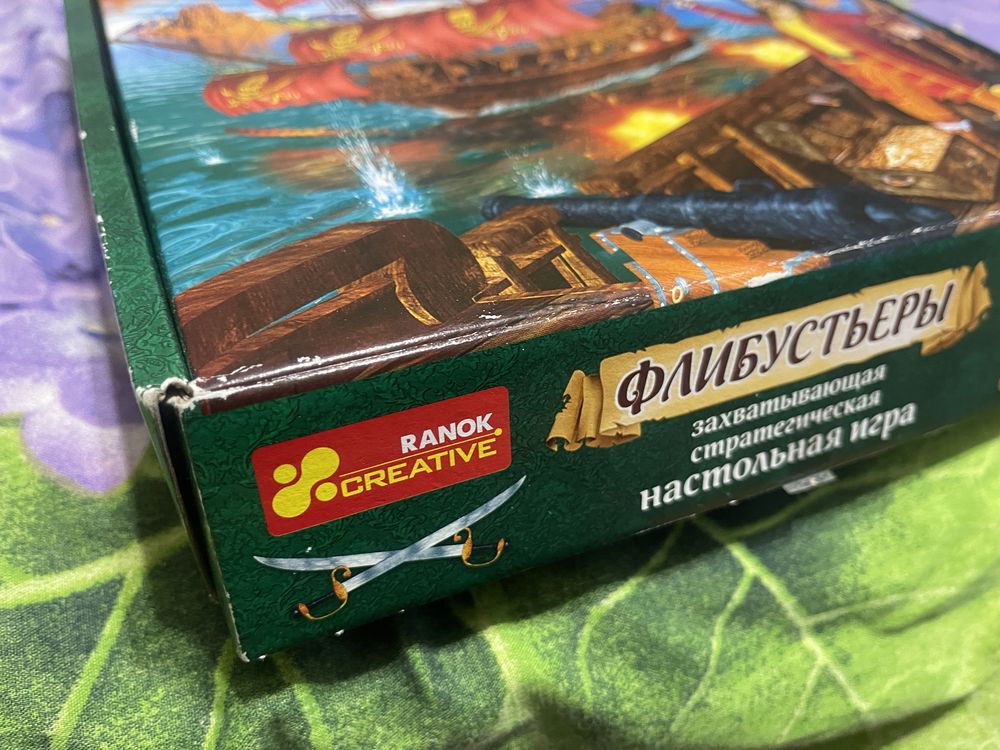 RANOK
CREATIVE
ФЛИБУСТЬЕРЫ
захватывающая
стратегическая
настольная игра